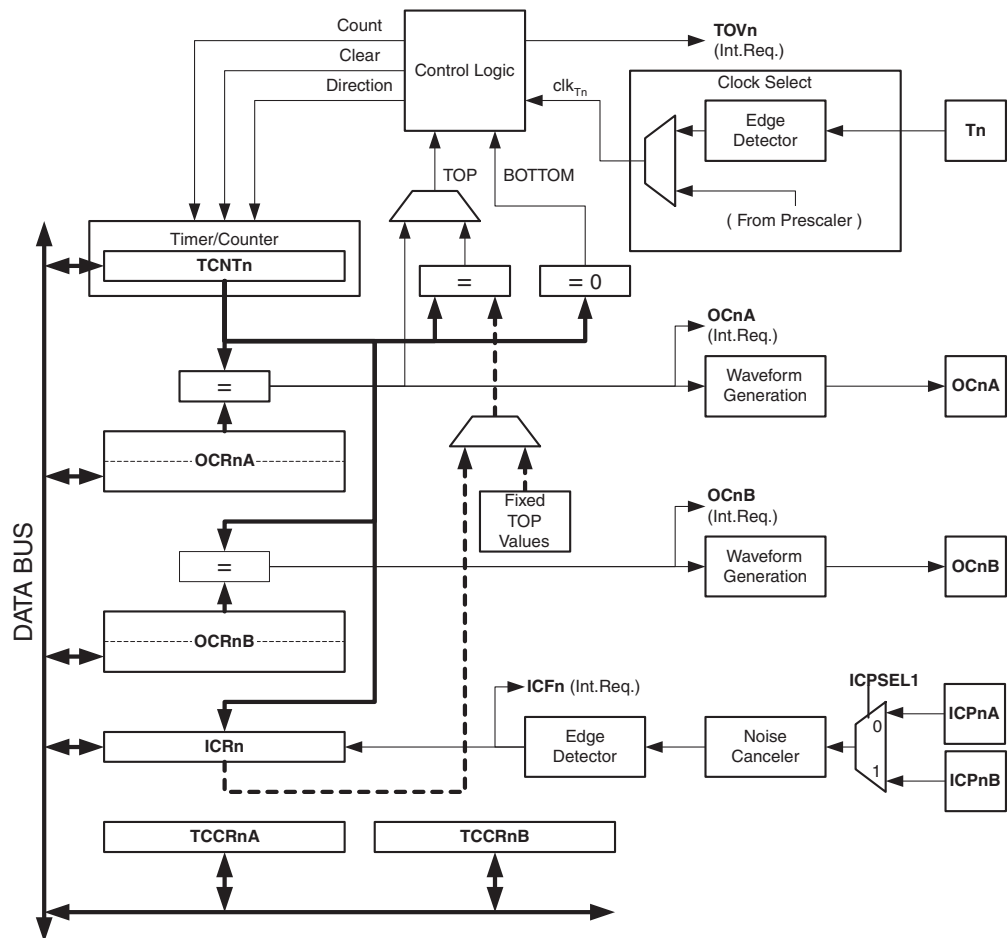 Count
Clear
Direction
Control Logic
TOVn
(Int.Req.)
clkTn
Clock Select
Edge
Detector
Tn
( From Prescaler )
TOP
BOTTOM
Timer/Counter
TCNTn
=
= 0
OCnA
(Int.Req.)
=
Waveform
Generation
OCnA
OCRnA
Fixed
TOP
Values
OCnB
(Int.Req.)
=
Waveform
Generation
OCnB
OCRnB
DATA BUS
ICFn (Int.Req.)
ICPSEL1
ICRn
Edge
Detector
Noise
Canceler
0
1
ICPnA
ICPnB
TCCRnA
TCCRnB